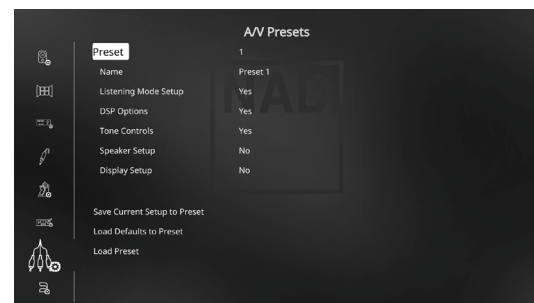 A/V Presets
Preset 1
Name Preset 1
Listening Mode Setup Yes
DSP Options Yes
Tone Controls Yes
Speaker Setup No
Display Setup No
Save Current Setup to Preset
Load Defaults to Preset
Load Preset
NAD